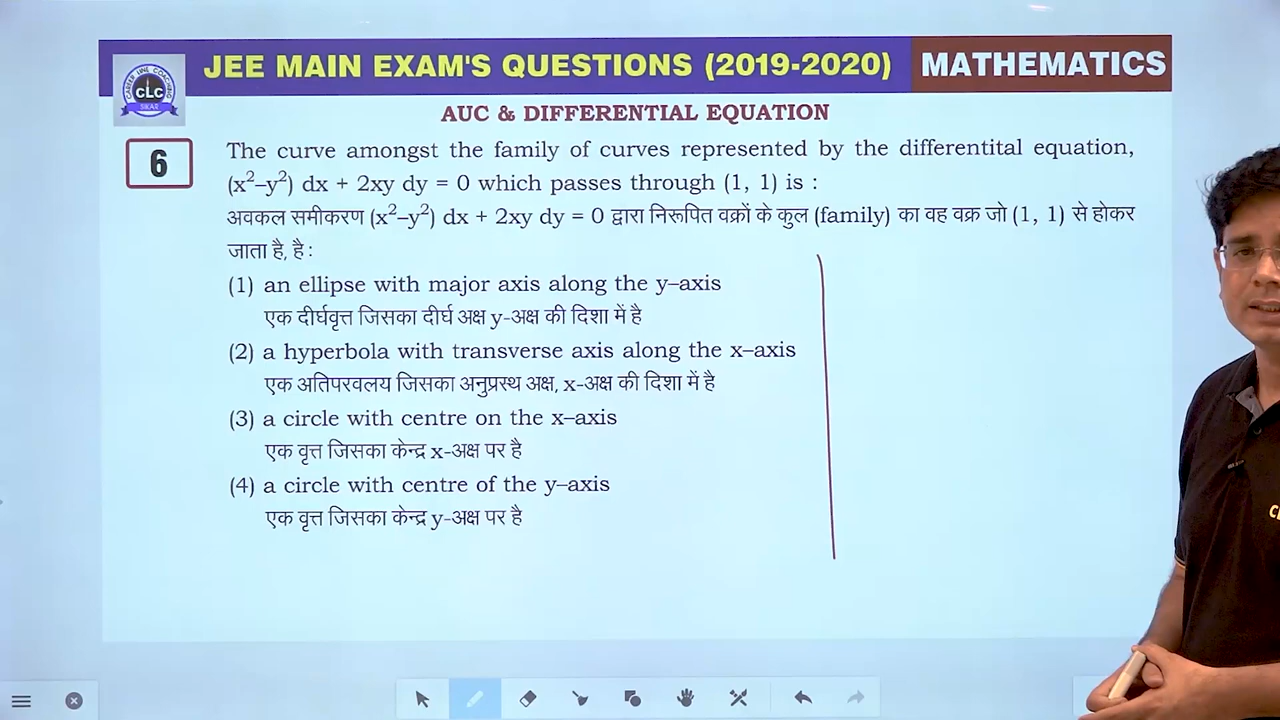 JEE MAIN EXAM'S QUESTIONS (2019-2020) MATHEMATICS
CLC
SIKAR
AUC & DIFFERENTIAL EQUATION
6
The curve amongst the family of curves represented by the differentital equation,
(x²–y²) dx + 2xy dy = 0 which passes through (1, 1) is :
अवकल समीकरण (x²–y²) dx + 2xy dy = 0 द्वारा निरूपित वक्रों के कुल (family) का वह वक्र जो (1, 1) से होकर
जाता है, है :
(1) an ellipse with major axis along the y–axis
एक दीर्घवृत्त जिसका दीर्घ अक्ष y-अक्ष की दिशा में है
(2) a hyperbola with transverse axis along the x–axis
एक अतिपरवलय जिसका अनुप्रस्थ अक्ष, x-अक्ष की दिशा में है
(3) a circle with centre on the x–axis
एक वृत्त जिसका केन्द्र x-अक्ष पर है
(4) a circle with centre of the y–axis
एक वृत्त जिसका केन्द्र y-अक्ष पर है